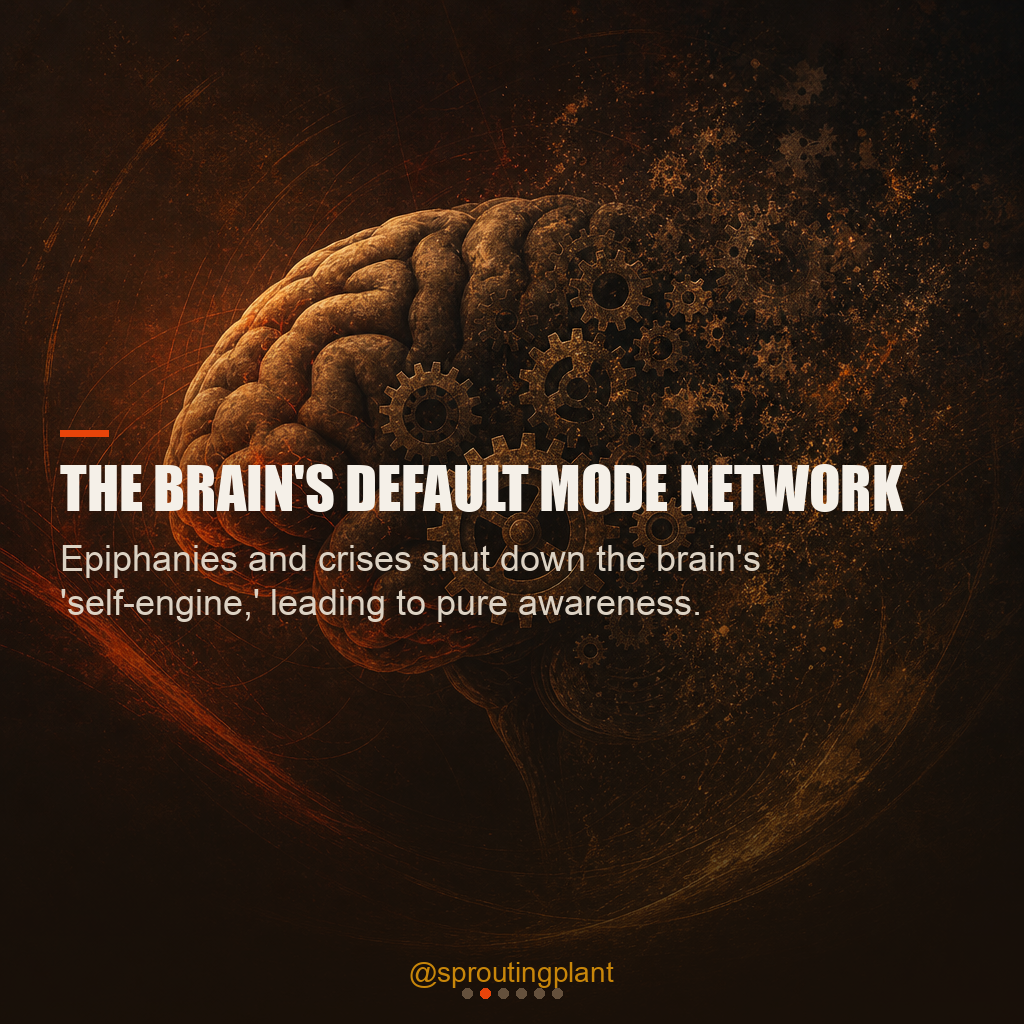 THE BRAIN'S DEFAULT MODE NETWORK
Epiphanies and crises shut down the brain's
'self-engine,' leading to pure awareness.
@sproutingplant